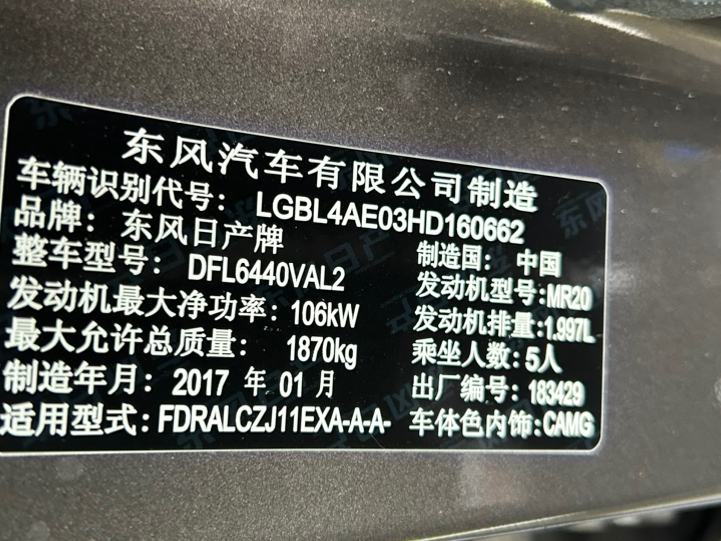 东风汽车有限公司制造
车辆识别代号: LGBL4AE03HD160662
品牌: 东风日产牌 制造国: 中国
整车型号: DFL6440VAL2 发动机型号:MR20
发动机最大净功率: 106kW 发动机排量:1.997L
最大允许总质量: 1870kg 乘坐人数:5人
制造年月: 2017 年 01 月 出厂编号: 183429
适用型式: FDRALCZJ11EXA-A-A- 车体色内饰:CAMG